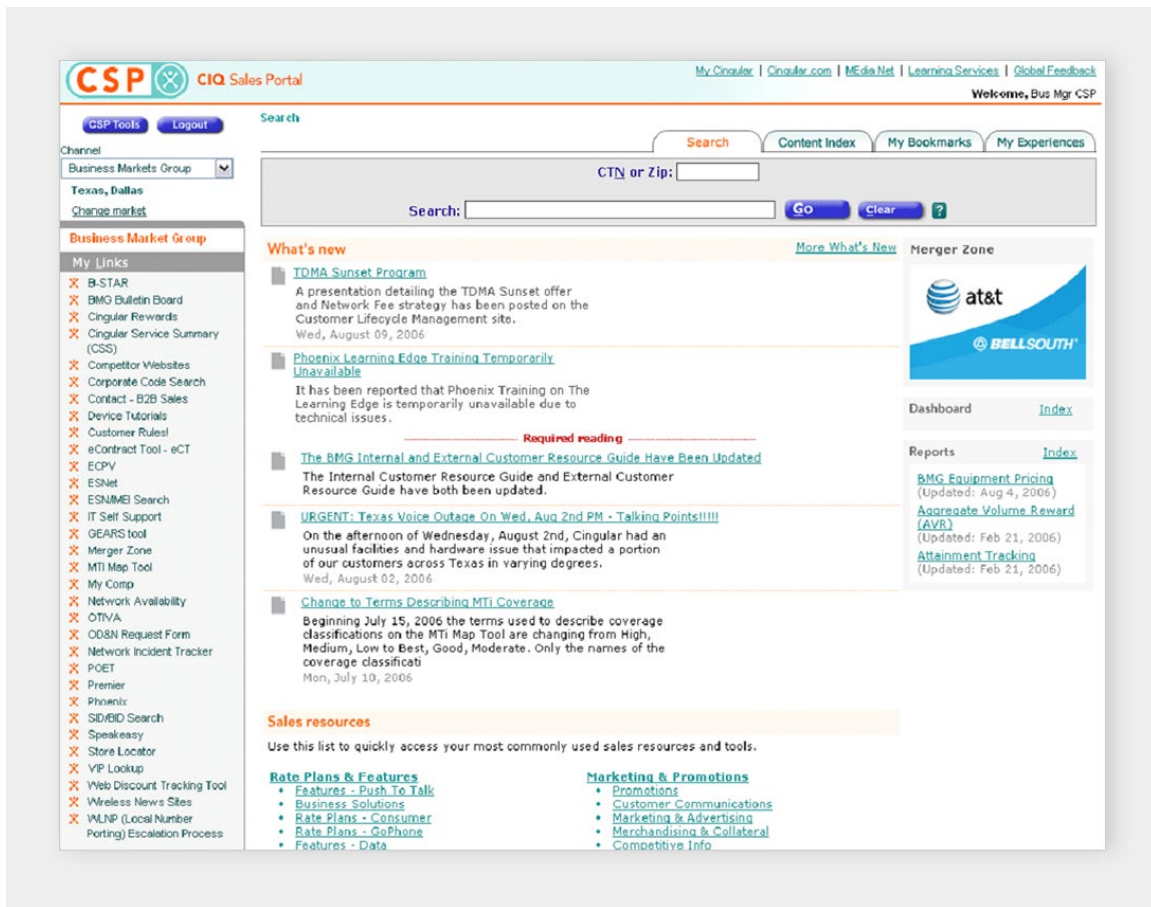 CSP CIQ Sales Portal
My Cingular | Cingular.com | MEdia Net | Learning Services | Global Feedback
Welcome, Bus Mgr CSP
CSP Tools Logout
Channel
Business Markets Group
Texas, Dallas
Change market
Business Market Group
My Links
B-STAR
BMG Bulletin Board
Cingular Rewards
Cingular Service Summary
(CSS)
Competitor Websites
Corporate Code Search
Contact - B2B Sales
Device Tutorials
Customer Rules!
eContract Tool - eCT
ECPV
ESNet
ESN/IMEI Search
IT Self Support
GEARS tool
Merger Zone
MTI Map Tool
My Comp
Network Availability
OTIVA
OD&N Request Form
Network Incident Tracker
POET
Premier
Phoenix
SID/BID Search
Speakeasy
Store Locator
VIP Lookup
Web Discount Tracking Tool
Wireless News Sites
WLNP (Local Number
Porting) Escalation Process
Search
Search Content Index My Bookmarks My Experiences
CTN or Zip:
Search: Go Clear ?
What's new More What's New
TDMA Sunset Program
A presentation detailing the TDMA Sunset offer
and Network Fee strategy has been posted on the
Customer Lifecycle Management site.
Wed, August 09, 2006
Phoenix Learning Edge Training Temporarily
Unavailable
It has been reported that Phoenix Training on The
Learning Edge is temporarily unavailable due to
technical issues.
Required reading
The BMG Internal and External Customer Resource Guide Have Been Updated
The Internal Customer Resource Guide and External Customer
Resource Guide have both been updated.
URGENT: Texas Voice Outage On Wed, Aug 2nd PM - Talking Points!!!!!
On the afternoon of Wednesday, August 2nd, Cingular had an
unusual facilities and hardware issue that impacted a portion
of our customers across Texas in varying degrees.
Wed, August 02, 2006
Change to Terms Describing MTi Coverage
Beginning July 15, 2006 the terms used to describe coverage
classifications on the MTi Map Tool are changing from High,
Medium, Low to Best, Good, Moderate. Only the names of the
coverage classificati
Mon, July 10, 2006
Sales resources
Use this list to quickly access your most commonly used sales resources and tools.
Rate Plans & Features
• Features - Push To Talk
• Business Solutions
• Rate Plans - Consumer
• Rate Plans - GoPhone
• Features - Data
Marketing & Promotions
• Promotions
• Customer Communications
• Marketing & Advertising
• Merchandising & Collateral
• Competitive Info
Merger Zone
at&t
BELLSOUTH
Dashboard Index
Reports Index
BMG Equipment Pricing
(Updated: Aug 4, 2006)
Aggregate Volume Reward
(AVR)
(Updated: Feb 21, 2006)
Attainment Tracking
(Updated: Feb 21, 2006)